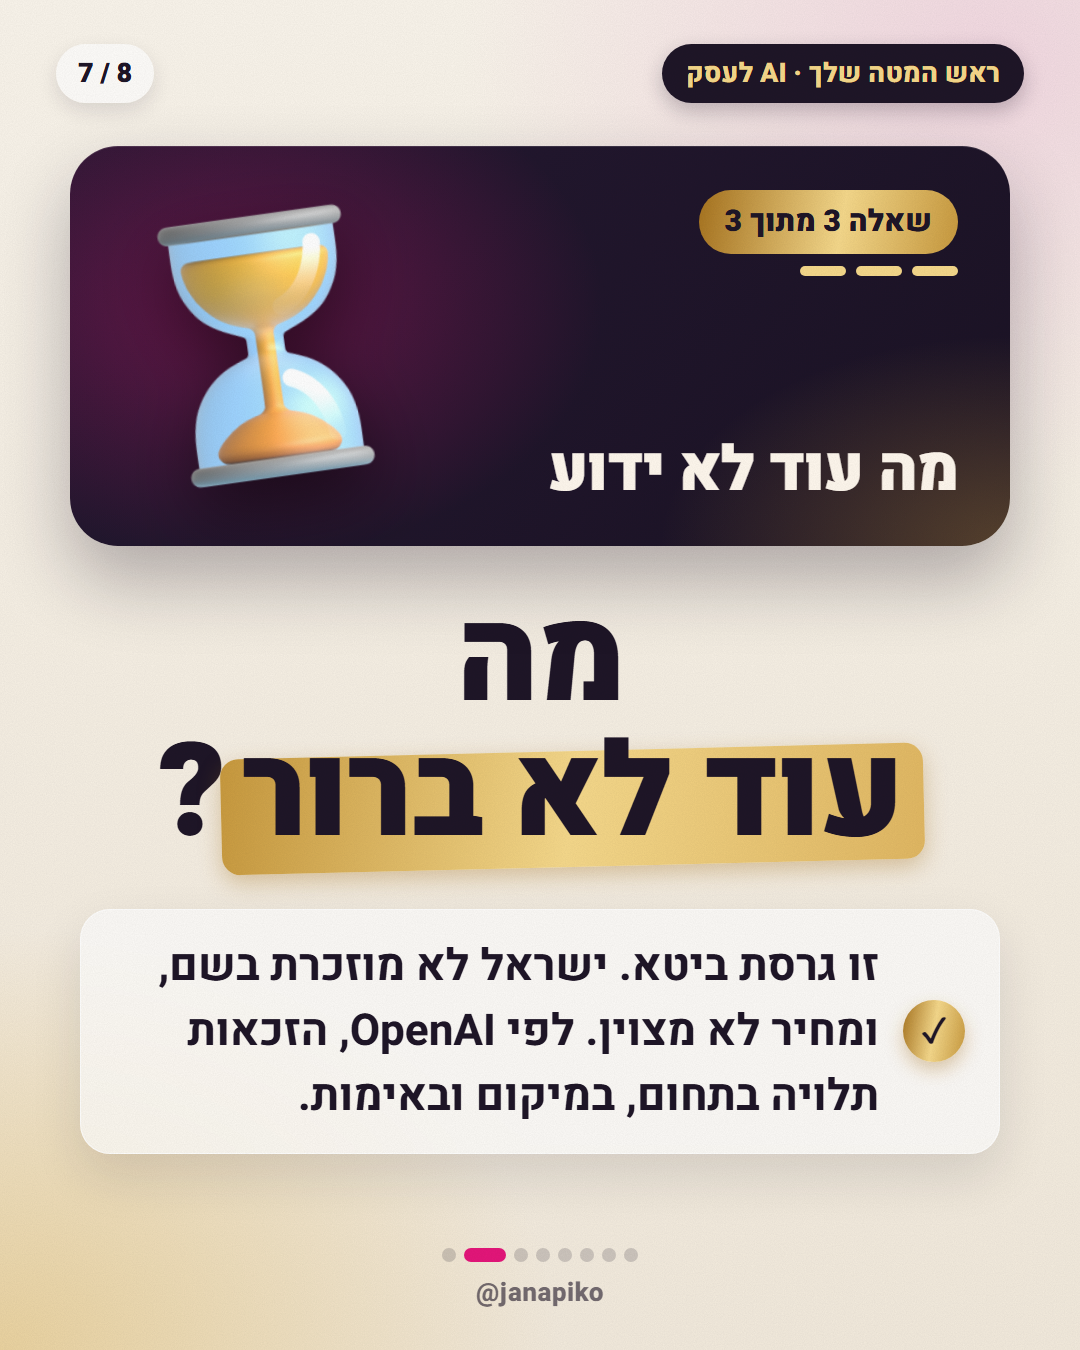 ראש המטה שלך · AI לעסק
7 / 8
שאלה 3 מתוך 3
מה עוד לא ידוע
מה
עוד לא ברור?
זו גרסת ביטא. ישראל לא מוזכרת בשם,
ומחיר לא מצוין. לפי OpenAI, הזכאות
תלויה בתחום, במיקום ובאימות.
@janapiko